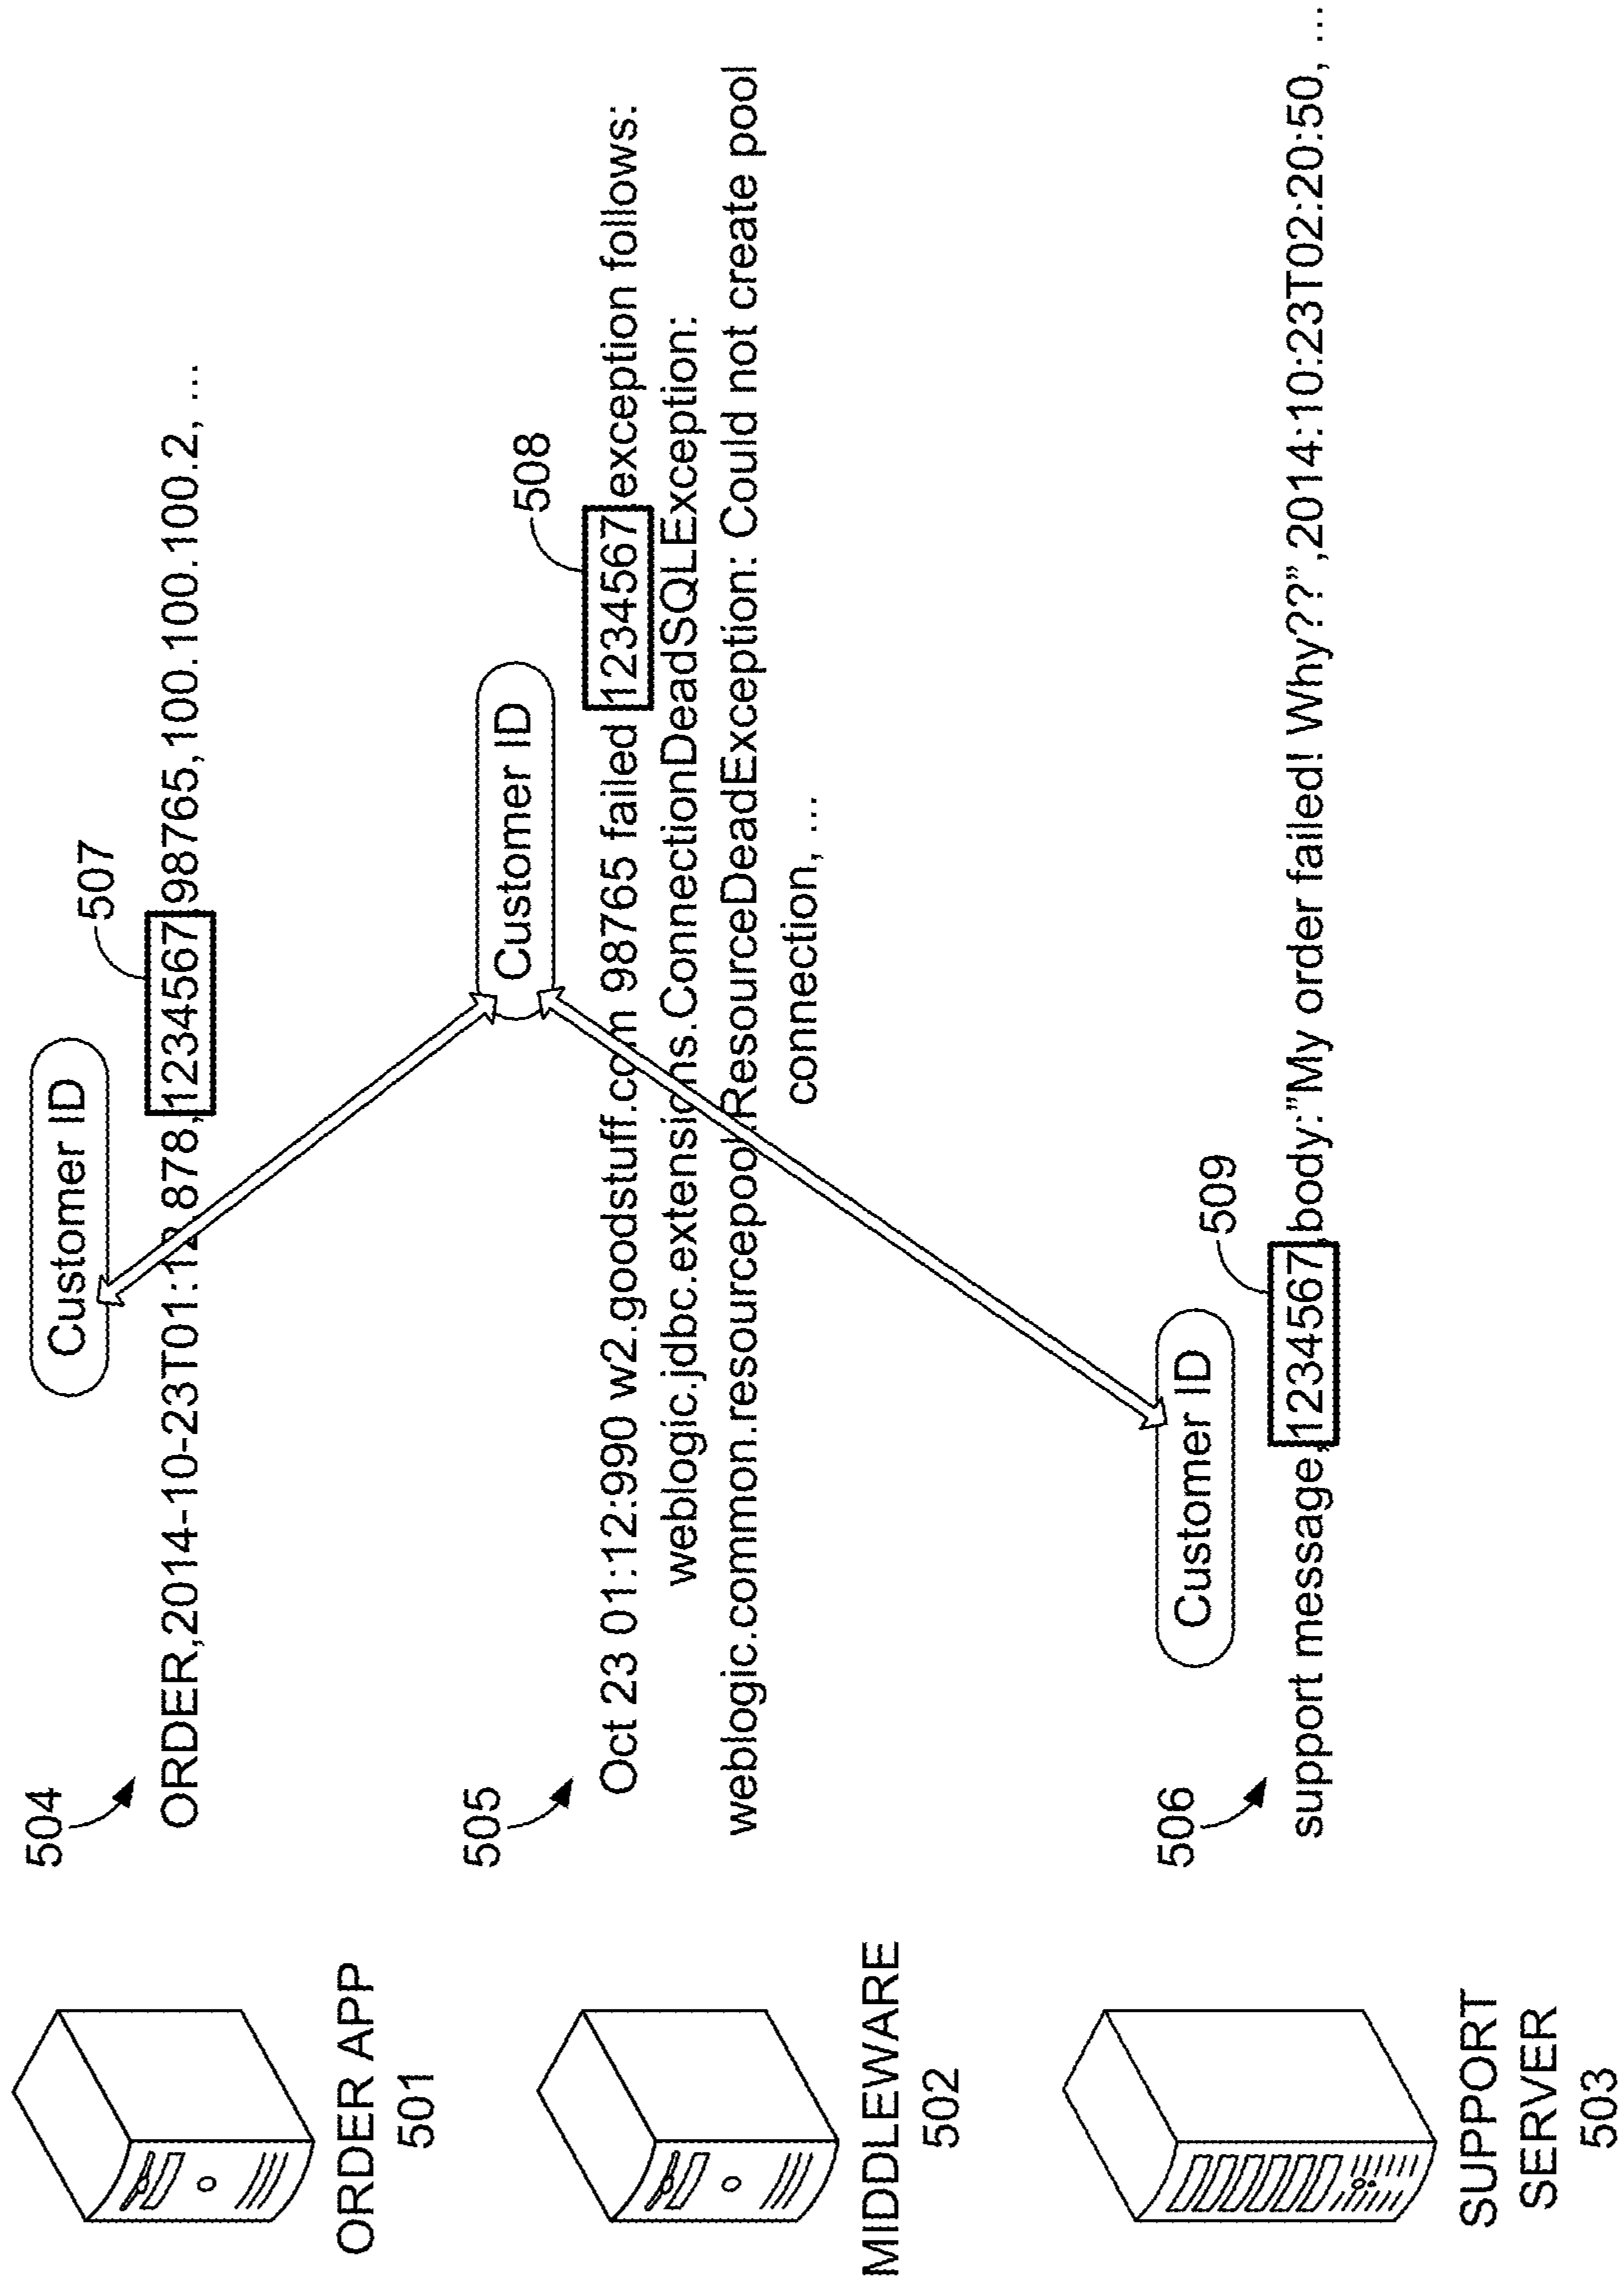 504
Customer ID
507
ORDER,2014-10-23T01:12.878,1234567,98765,100.100.100.2, ...
ORDER APP
501
505
Customer ID
508
Oct 23 01:12:990 w2.goodstuff.com 98765 failed 1234567 exception follows:
weblogic.jdbc.extensions.ConnectionDeadSQLException:
weblogic.common.resourcepool.ResourceDeadException: Could not create pool
connection, ...
MIDDLEWARE
502
506
Customer ID
509
support message,1234567,body:"My order failed! Why??",2014:10:23T02:20:50, ...
SUPPORT
SERVER
503